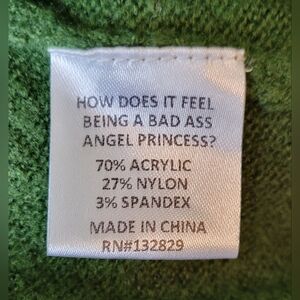 HOW DOES IT FEEL
BEING A BAD ASS
ANGEL PRINCESS?
70% ACRYLIC
27% NYLON
3% SPANDEX
MADE IN CHINA
RN#132829